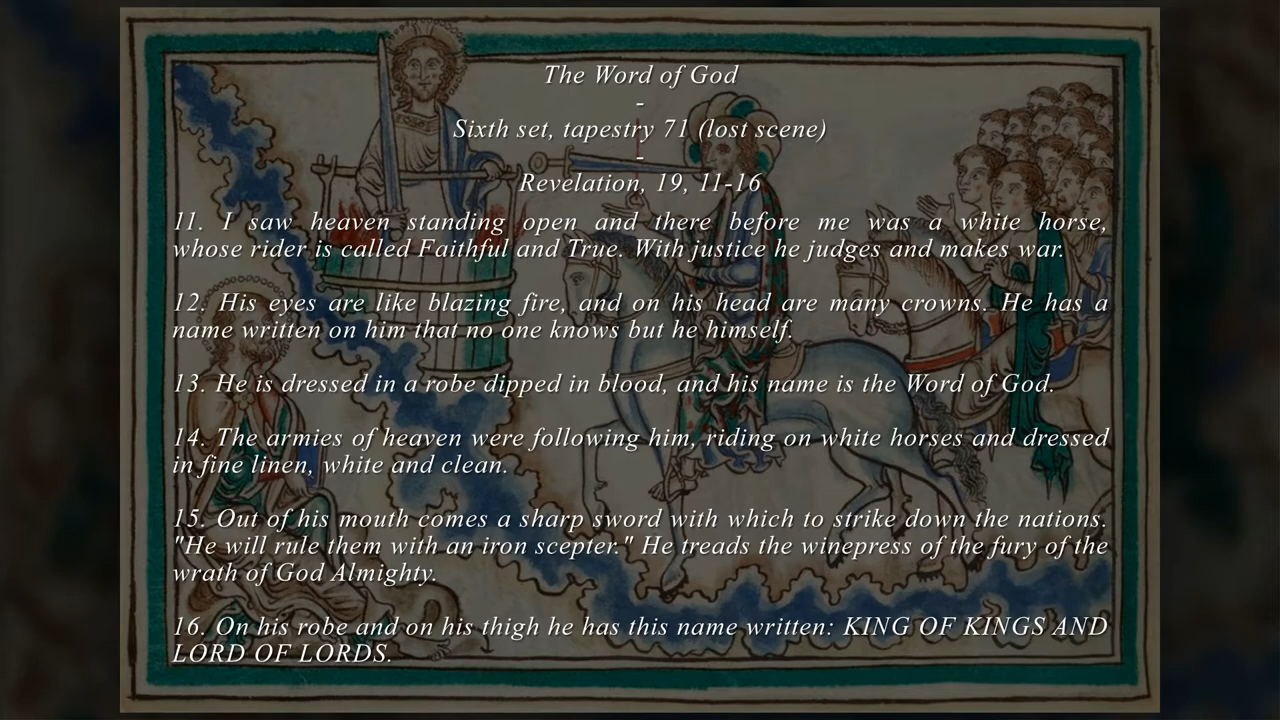 The Word of God
-
Sixth set, tapestry 71 (lost scene)
-
Revelation, 19, 11-16
11. I saw heaven standing open and there before me was a white horse,
whose rider is called Faithful and True. With justice he judges and makes war.
12. His eyes are like blazing fire, and on his head are many crowns. He has a
name written on him that no one knows but he himself.
13. He is dressed in a robe dipped in blood, and his name is the Word of God.
14. The armies of heaven were following him, riding on white horses and dressed
in fine linen, white and clean.
15. Out of his mouth comes a sharp sword with which to strike down the nations.
"He will rule them with an iron scepter." He treads the winepress of the fury of the
wrath of God Almighty.
16. On his robe and on his thigh he has this name written: KING OF KINGS AND
LORD OF LORDS.